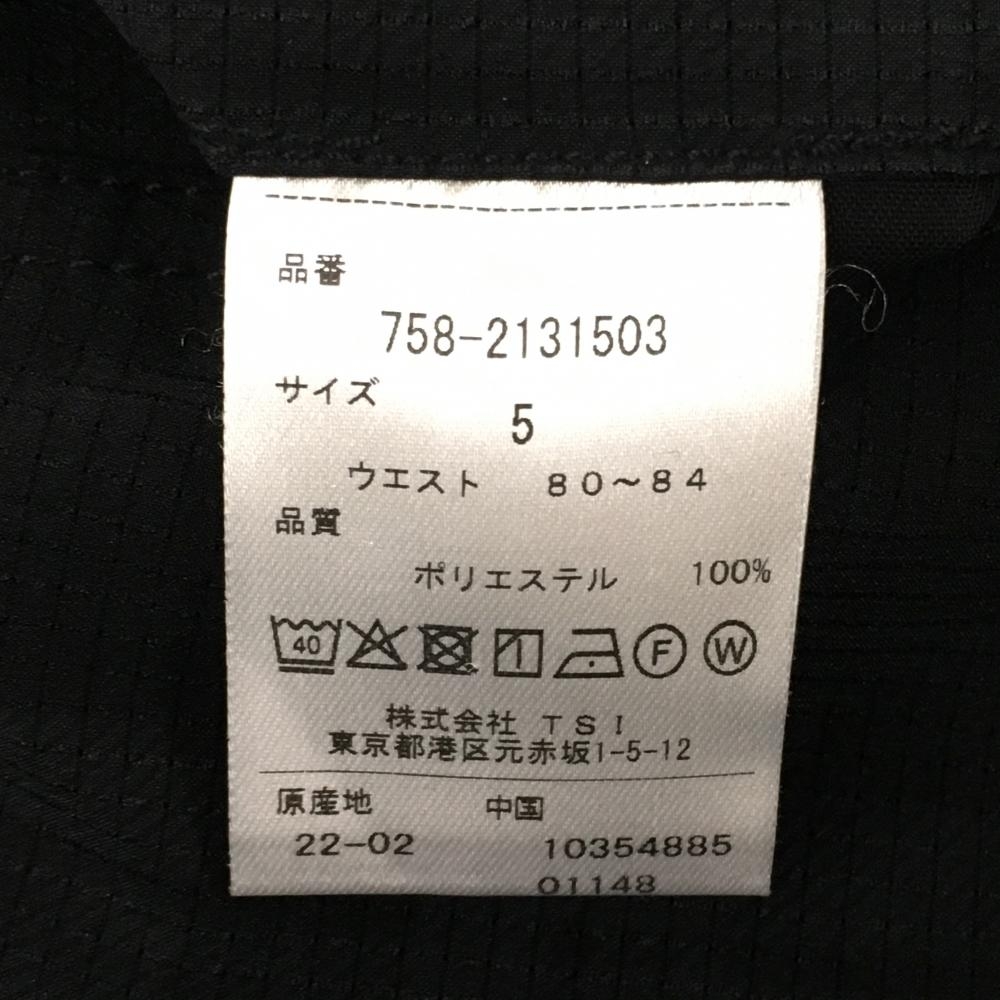 品番
758-2131503
サイズ
5
ウエスト 80~84
品質
ポリエステル 100%
40 F W
株式会社 TSI
東京都港区元赤坂1-5-12
原産地 中国
22-02 10354885
01148